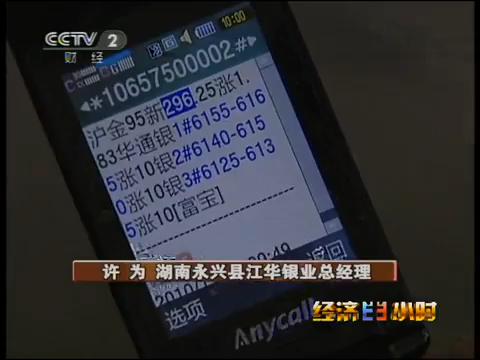 CCTV 2
财经
10:00
*10657500002#
沪金95新296.25涨1.
83华通银1#6155-616
5涨10银2#6140-615
0涨10银3#6125-613
5涨10[富宝]
许为 湖南永兴县江华银业总经理
选项 返回
Anycall
经济半小时